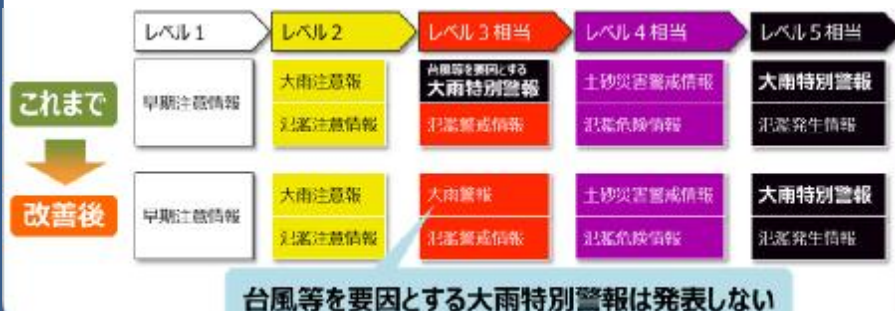 レベル1
レベル2
レベル3相当
レベル4相当
レベル5相当
これまで
早期注意情報
大雨注意報
氾濫注意情報
台風等を要因とする
大雨特別警報
氾濫警戒情報
土砂災害警戒情報
氾濫危険情報
大雨特別警報
氾濫発生情報
改善後
早期注意情報
大雨注意報
氾濫注意情報
大雨警報
氾濫警戒情報
土砂災害警戒情報
氾濫危険情報
大雨特別警報
氾濫発生情報
台風等を要因とする大雨特別警報は発表しない